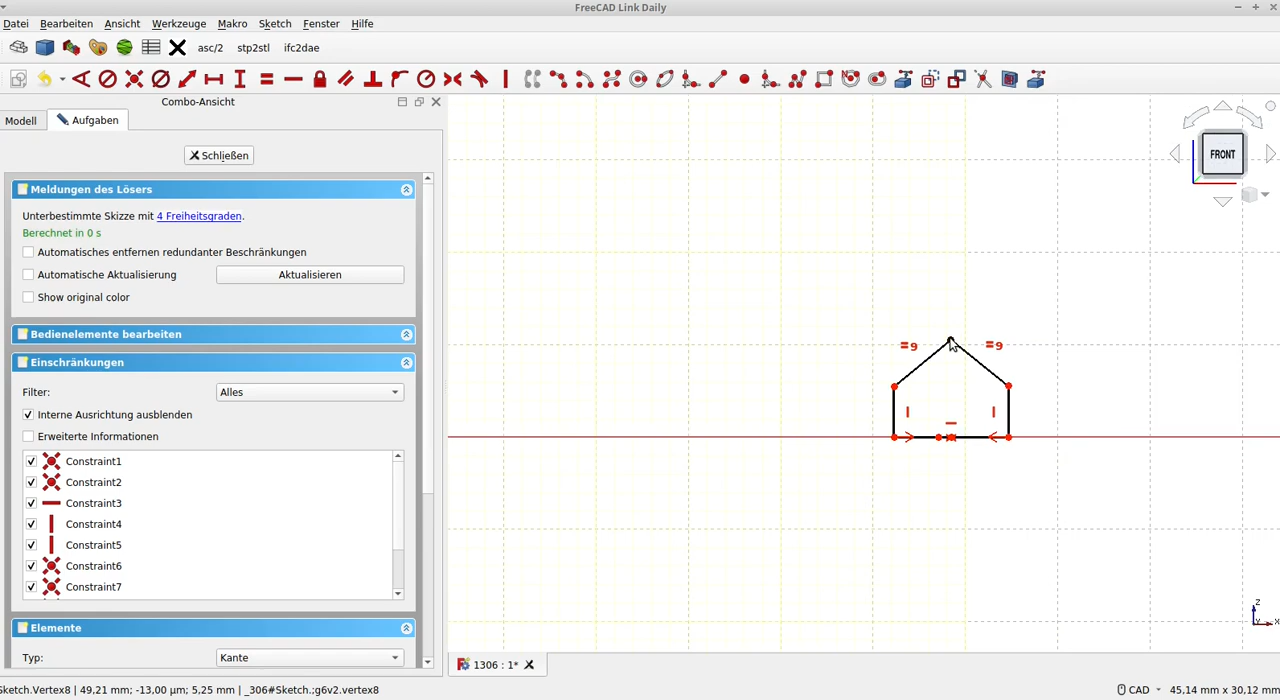 FreeCAD Link Daily
Datei Bearbeiten Ansicht Werkzeuge Makro Sketch Fenster Hilfe
asc/2 stp2stl ifc2dae
Combo-Ansicht
Modell Aufgaben
Schließen
Meldungen des Lösers
Unterbestimmte Skizze mit 4 Freiheitsgraden.
Berechnet in 0 s
Automatisches entfernen redundanter Beschränkungen
Automatische Aktualisierung Aktualisieren
Show original color
Bedienelemente bearbeiten
Einschränkungen
Filter: Alles
Interne Ausrichtung ausblenden
Erweiterte Informationen
Constraint1
Constraint2
Constraint3
Constraint4
Constraint5
Constraint6
Constraint7
Elemente
Typ: Kante
FRONT
9 9
z
x
1306 : 1*
Sketch.Vertex8 | 49,21 mm; -13,00 µm; 5,25 mm | _306#Sketch.;g6v2.vertex8
CAD 45,14 mm x 30,12 mm